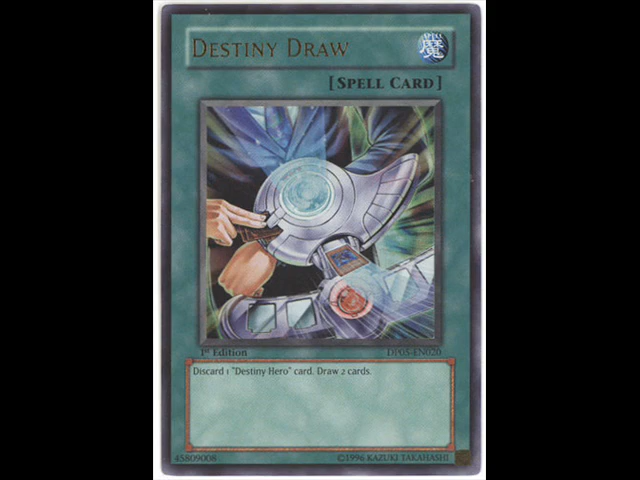 Destiny Draw
魔
[Spell Card]
1st Edition
DP05-EN020
Discard 1 "Destiny Hero" card. Draw 2 cards.
45809008
©1996 KAZUKI TAKAHASHI